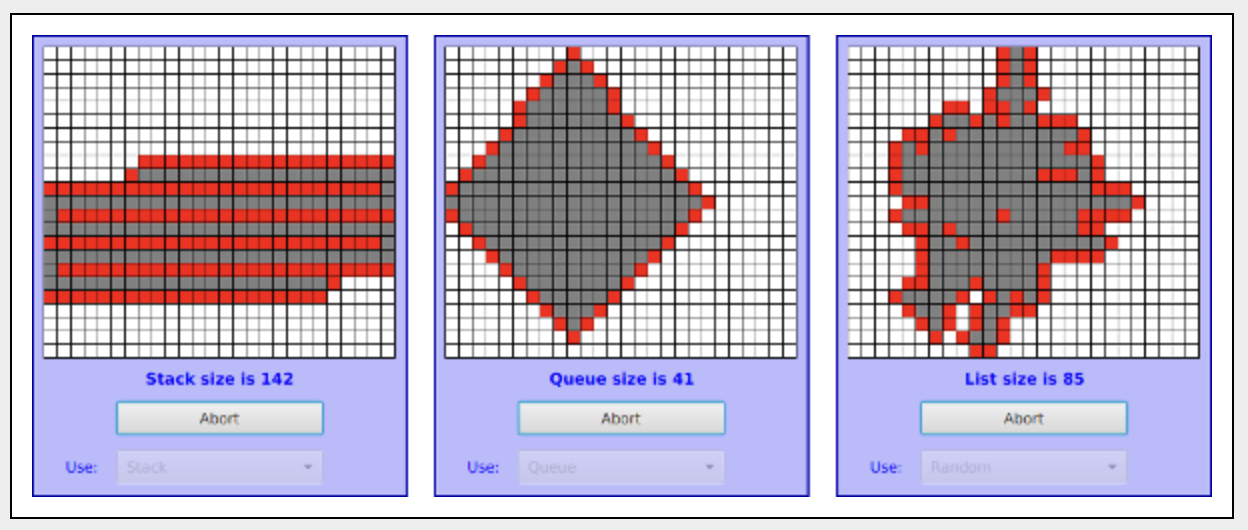 Stack size is 142
Abort
Use: Stack
Queue size is 41
Abort
Use: Queue
List size is 85
Abort
Use: Random